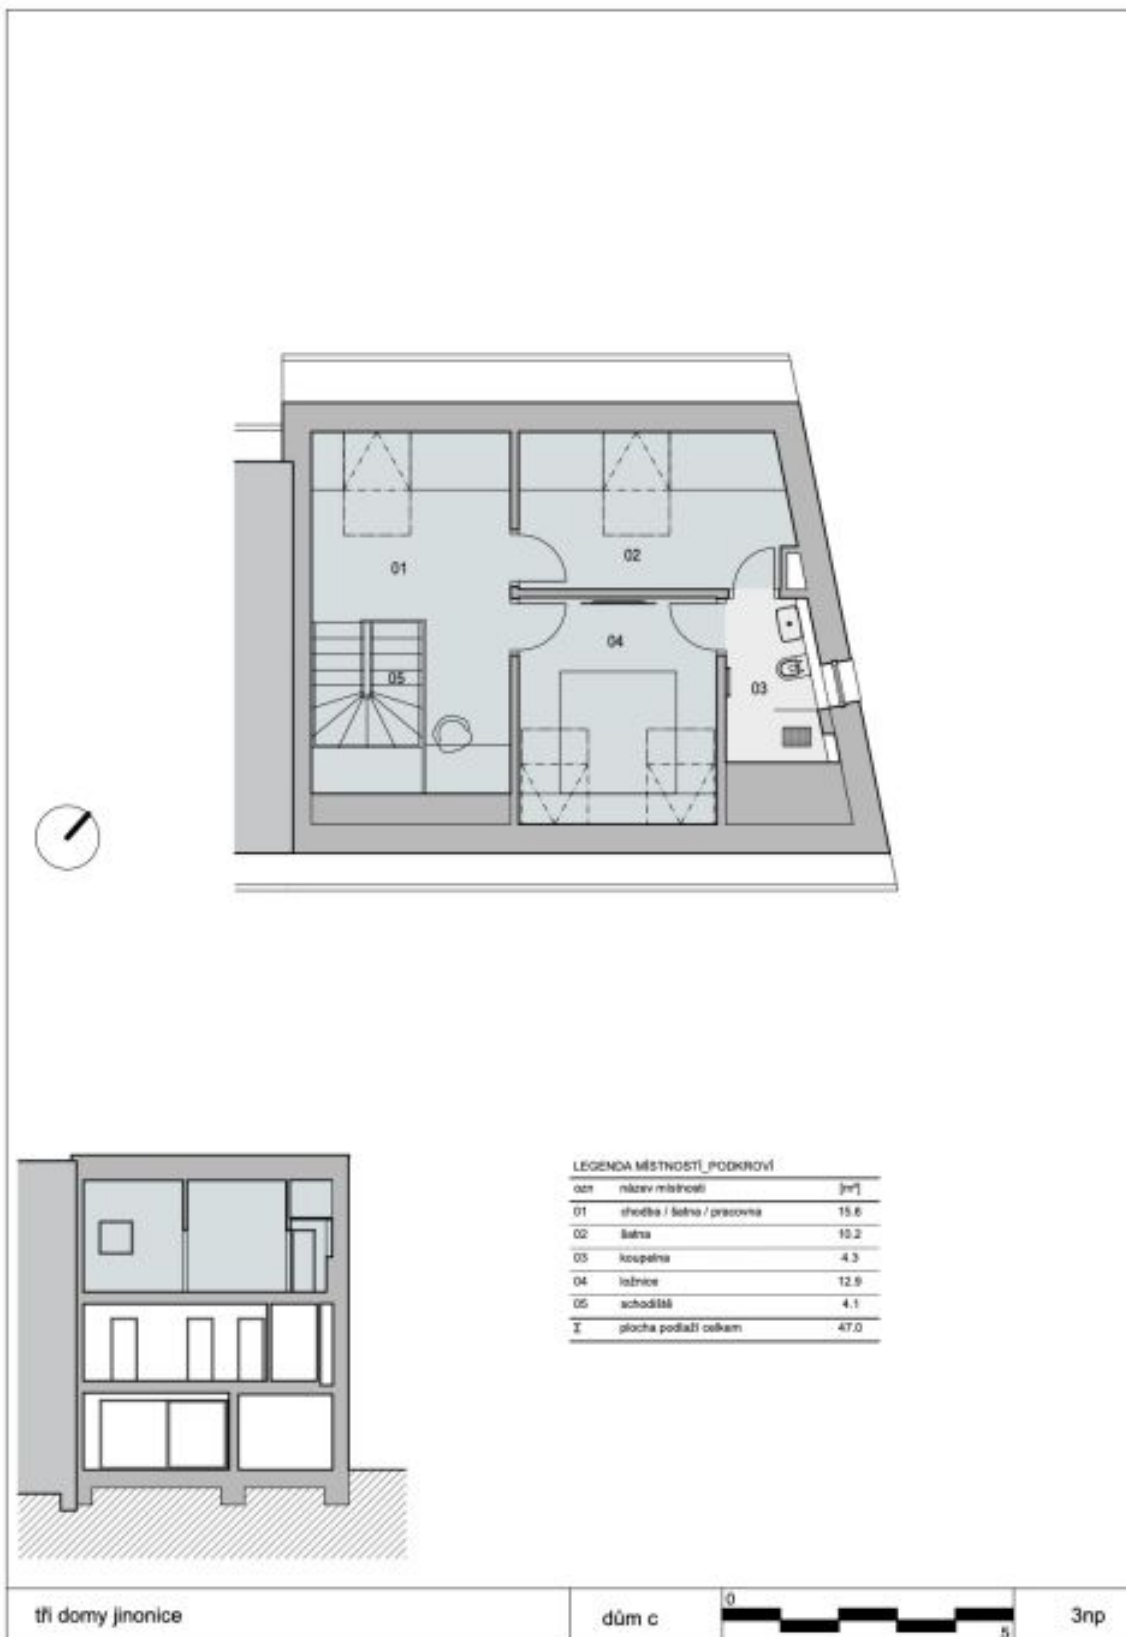 01
02
04
05
03
LEGENDA MÍSTNOSTÍ_PODKROVÍ
ozn název místnosti [m²]
01 chodba / šatna / pracovna 15.6
02 šatna 10.2
03 koupelna 4.3
04 ložnice 12.9
05 schodiště 4.1
Σ plocha podlaží celkem 47.0
tři domy jinonice
dům c
0
5
3np